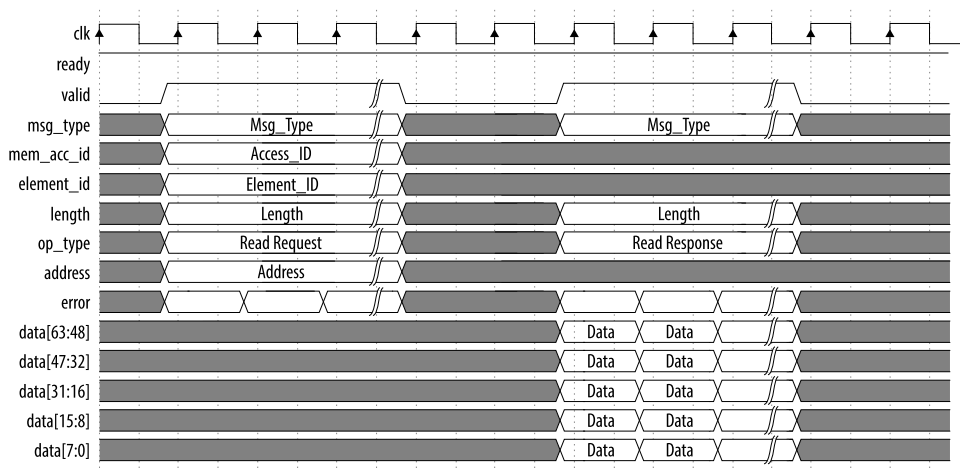 clk
ready
valid
msg_type Msg_Type Msg_Type
mem_acc_id Access_ID
element_id Element_ID
length Length Length
op_type Read Request Read Response
address Address
error
data[63:48] Data Data
data[47:32] Data Data
data[31:16] Data Data
data[15:8] Data Data
data[7:0] Data Data